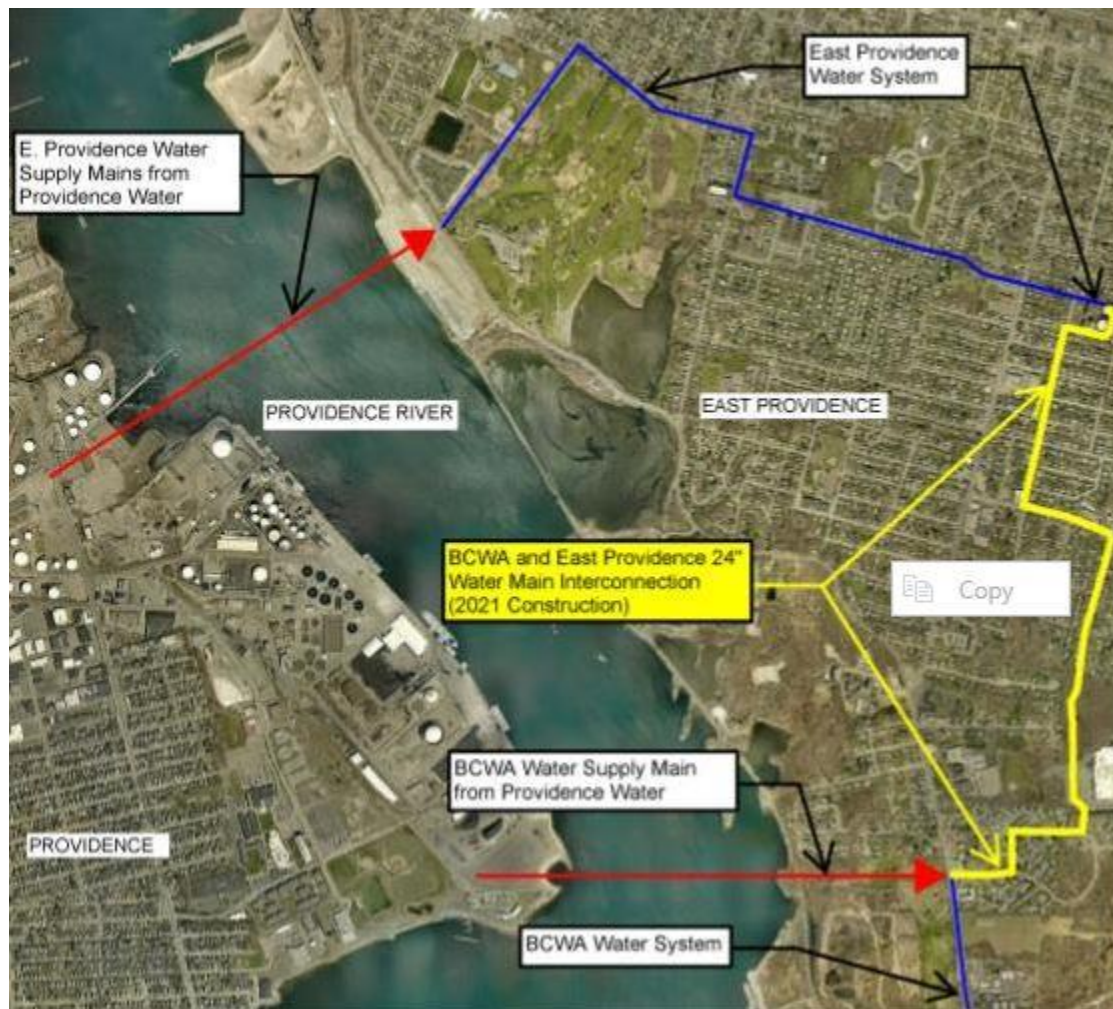 East Providence
Water System
E. Providence Water
Supply Mains from
Providence Water
PROVIDENCE RIVER
EAST PROVIDENCE
BCWA and East Providence 24"
Water Main Interconnection
(2021 Construction)
Copy
BCWA Water Supply Main
from Providence Water
PROVIDENCE
BCWA Water System